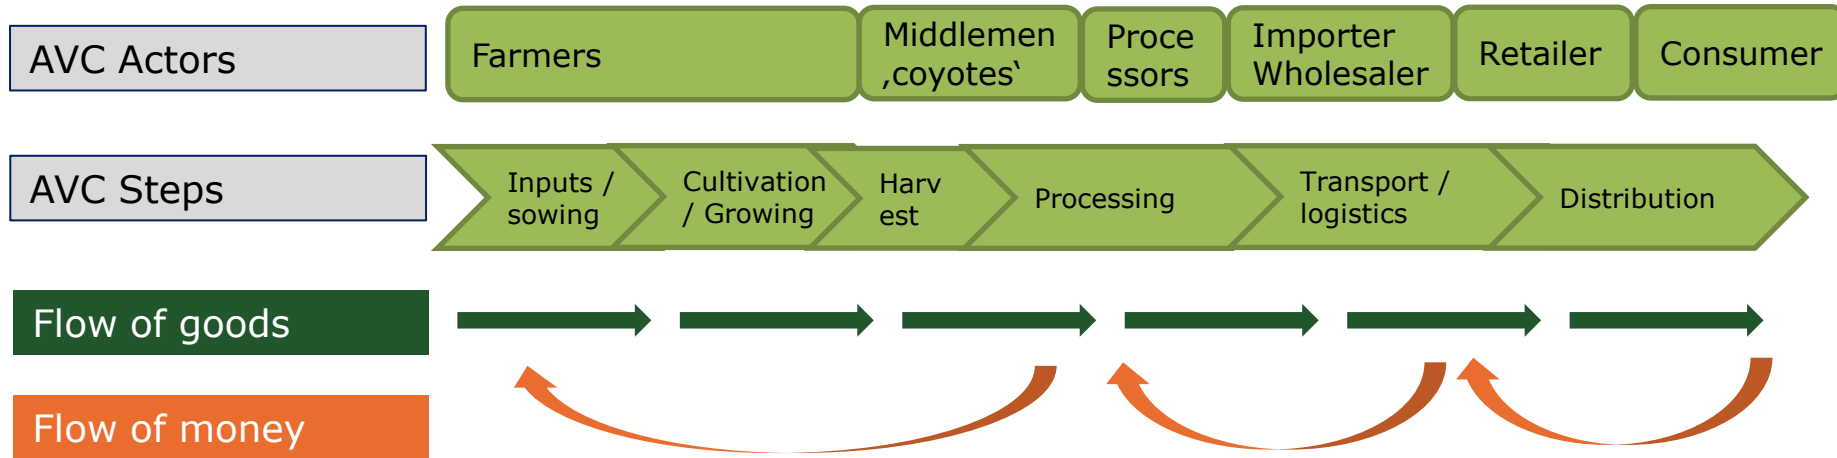 AVC Actors
Farmers
Middlemen
‚coyotes‘
Proce
ssors
Importer
Wholesaler
Retailer
Consumer
AVC Steps
Inputs /
sowing
Cultivation
/ Growing
Harv
est
Processing
Transport /
logistics
Distribution
Flow of goods
Flow of money